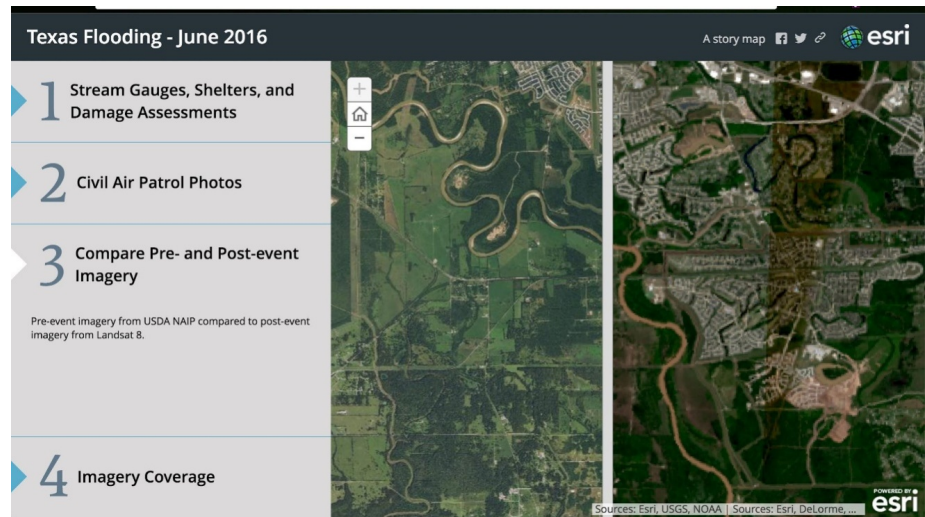 Texas Flooding - June 2016
A story map
esri
1
Stream Gauges, Shelters, and
Damage Assessments
2
Civil Air Patrol Photos
3
Compare Pre- and Post-event
Imagery
Pre-event imagery from USDA NAIP compared to post-event
imagery from Landsat 8.
4
Imagery Coverage
Sources: Esri, USGS, NOAA | Sources: Esri, DeLorme, ...
POWERED BY
esri